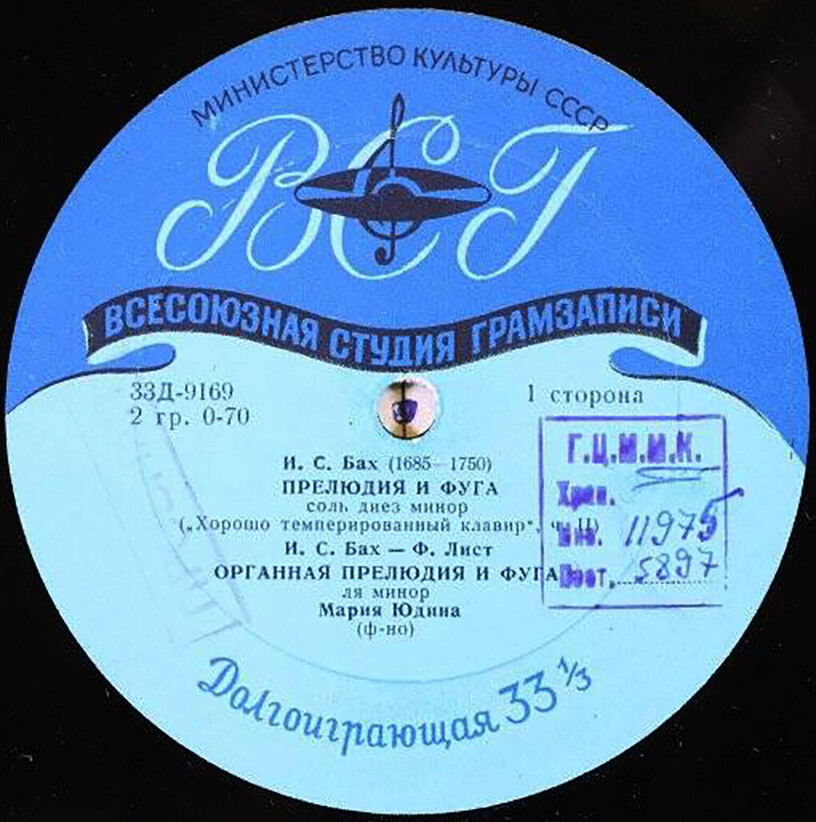 МИНИСТЕРСТВО КУЛЬТУРЫ СССР
ВСГ
ВСЕСОЮЗНАЯ СТУДИЯ ГРАМЗАПИСИ
33Д-9169
2 гр. 0-70
1 сторона
И. С. Бах (1685—1750)
ПРЕЛЮДИЯ И ФУГА
соль диез минор
(„Хорошо темперированный клавир“, ч. II)
И. С. Бах — Ф. Лист
ОРГАННАЯ ПРЕЛЮДИЯ И ФУГА
ля минор
Мария Юдина
(ф-но)
Г.Ц.М.М.К.
Хран.
Инв. 11975
Пост. 5897
Долгоиграющая 33 1/3